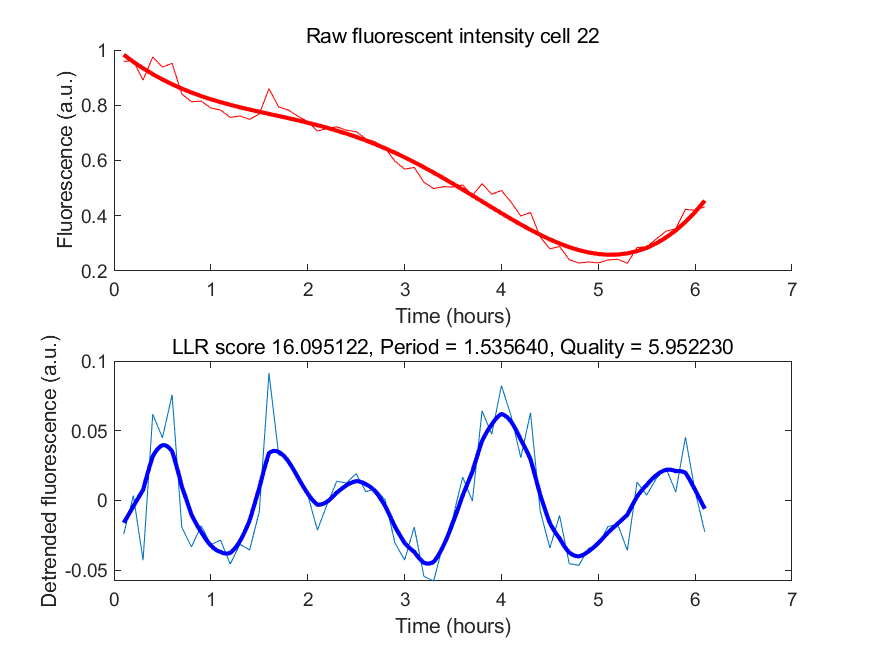 Raw fluorescent intensity cell 22
Fluorescence (a.u.)
1
0.8
0.6
0.4
0.2
0 1 2 3 4 5 6 7
Time (hours)
LLR score 16.095122, Period = 1.535640, Quality = 5.952230
Detrended fluorescence (a.u.)
0.1
0.05
0
-0.05
0 1 2 3 4 5 6 7
Time (hours)